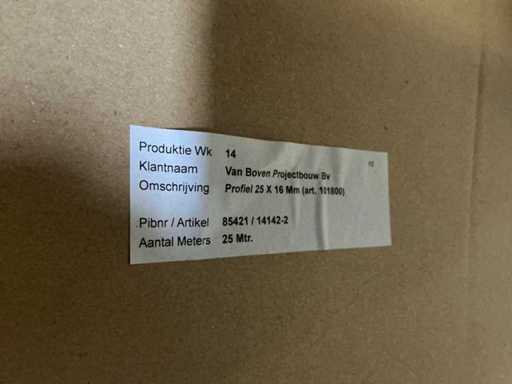 Produktie Wk 14
Klantnaam Van Boven Projectbouw Bv
Omschrijving Profiel 25 X 16 Mm (art. 101800)
Pibnr / Artikel 85421 / 14142-2
Aantal Meters 25 Mtr.